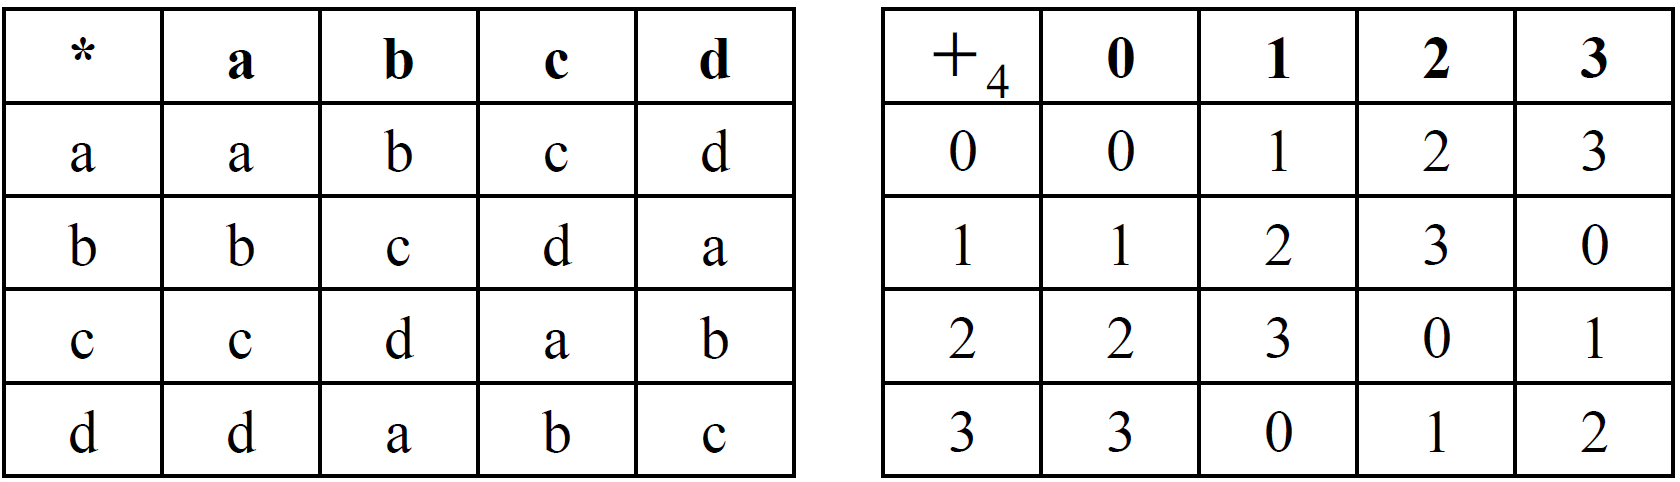 * a b c d
a a b c d
b b c d a
c c d a b
d d a b c
+₄ 0 1 2 3
0 0 1 2 3
1 1 2 3 0
2 2 3 0 1
3 3 0 1 2